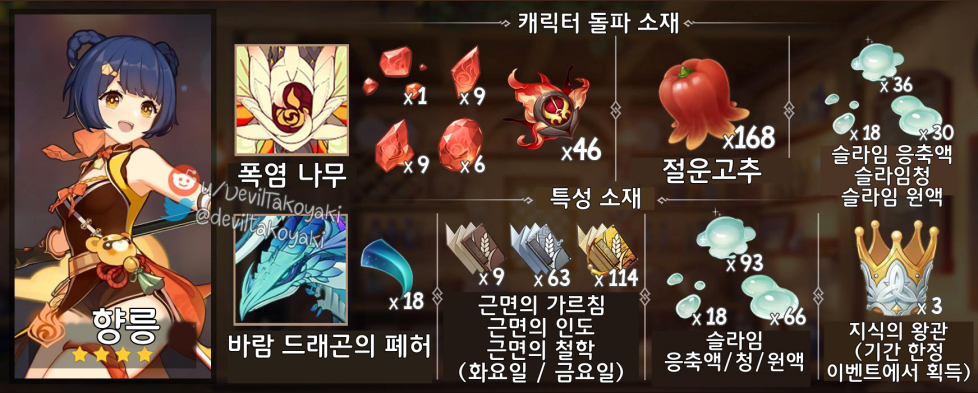 캐릭터 돌파 소재
x1
x9
x9
x6
x46
폭염 나무
x168
절운고추
x36
x18
x30
슬라임 응축액
슬라임청
슬라임 원액
u/DevilTakoyaki
@deviltakoyaki
향릉
특성 소재
x18
바람 드래곤의 폐허
x9
x63
x114
근면의 가르침
근면의 인도
근면의 철학
(화요일 / 금요일)
x93
x18
x66
슬라임
응축액/청/원액
x3
지식의 왕관
(기간 한정
이벤트에서 획득)